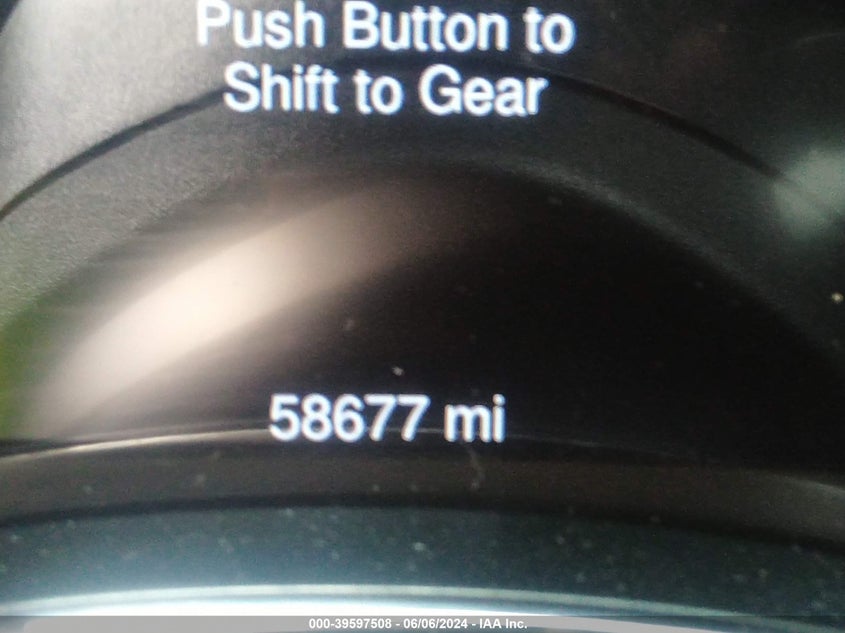 Push Button to
Shift to Gear
58677 mi
000-39597508 - 06/06/2024 - IAA Inc.